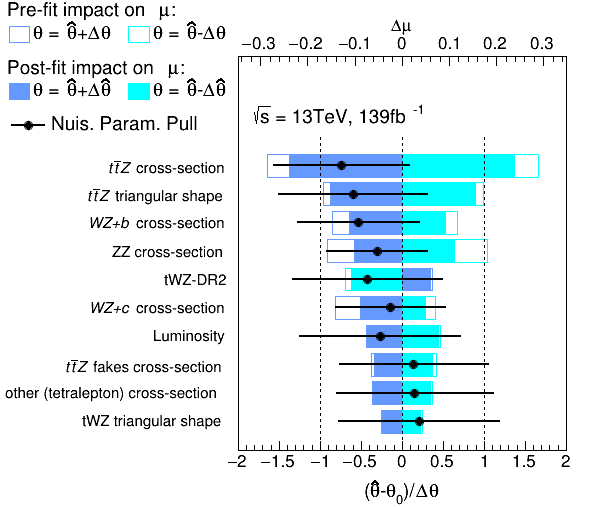 Pre-fit impact on μ:
θ = θ̂+Δθ θ = θ̂-Δθ
Post-fit impact on μ:
θ = θ̂+Δθ̂ θ = θ̂-Δθ̂
Nuis. Param. Pull
Δμ
−0.3 −0.2 −0.1 0 0.1 0.2 0.3
√s = 13TeV, 139fb⁻¹
tt̄Z cross-section
tt̄Z triangular shape
WZ+b cross-section
ZZ cross-section
tWZ-DR2
WZ+c cross-section
Luminosity
tt̄Z fakes cross-section
other (tetralepton) cross-section
tWZ triangular shape
−2 −1.5 −1 −0.5 0 0.5 1 1.5 2
(θ̂-θ₀)/Δθ